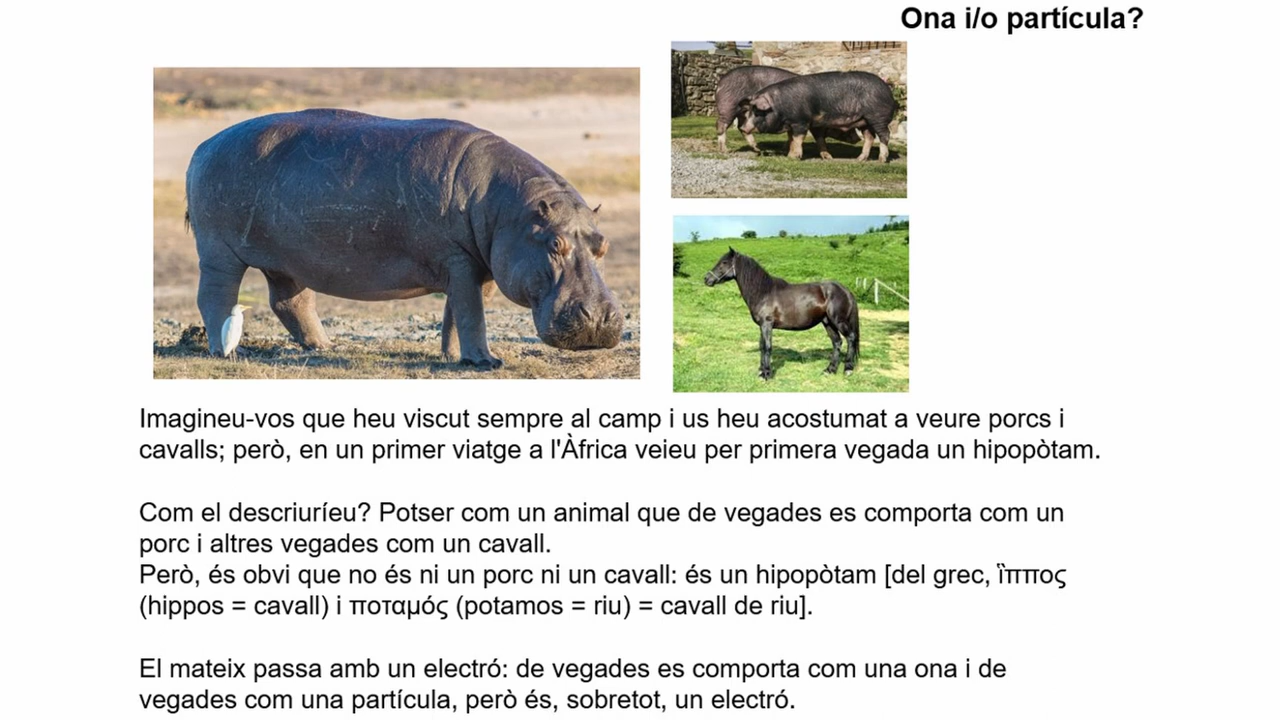 Ona i/o partícula?
Imagineu-vos que heu viscut sempre al camp i us heu acostumat a veure porcs i
cavalls; però, en un primer viatge a l'Àfrica veieu per primera vegada un hipopòtam.
Com el descriuríeu? Potser com un animal que de vegades es comporta com un
porc i altres vegades com un cavall.
Però, és obvi que no és ni un porc ni un cavall: és un hipopòtam [del grec, ἵππος
(hippos = cavall) i ποταμός (potamos = riu) = cavall de riu].
El mateix passa amb un electró: de vegades es comporta com una ona i de
vegades com una partícula, però és, sobretot, un electró.